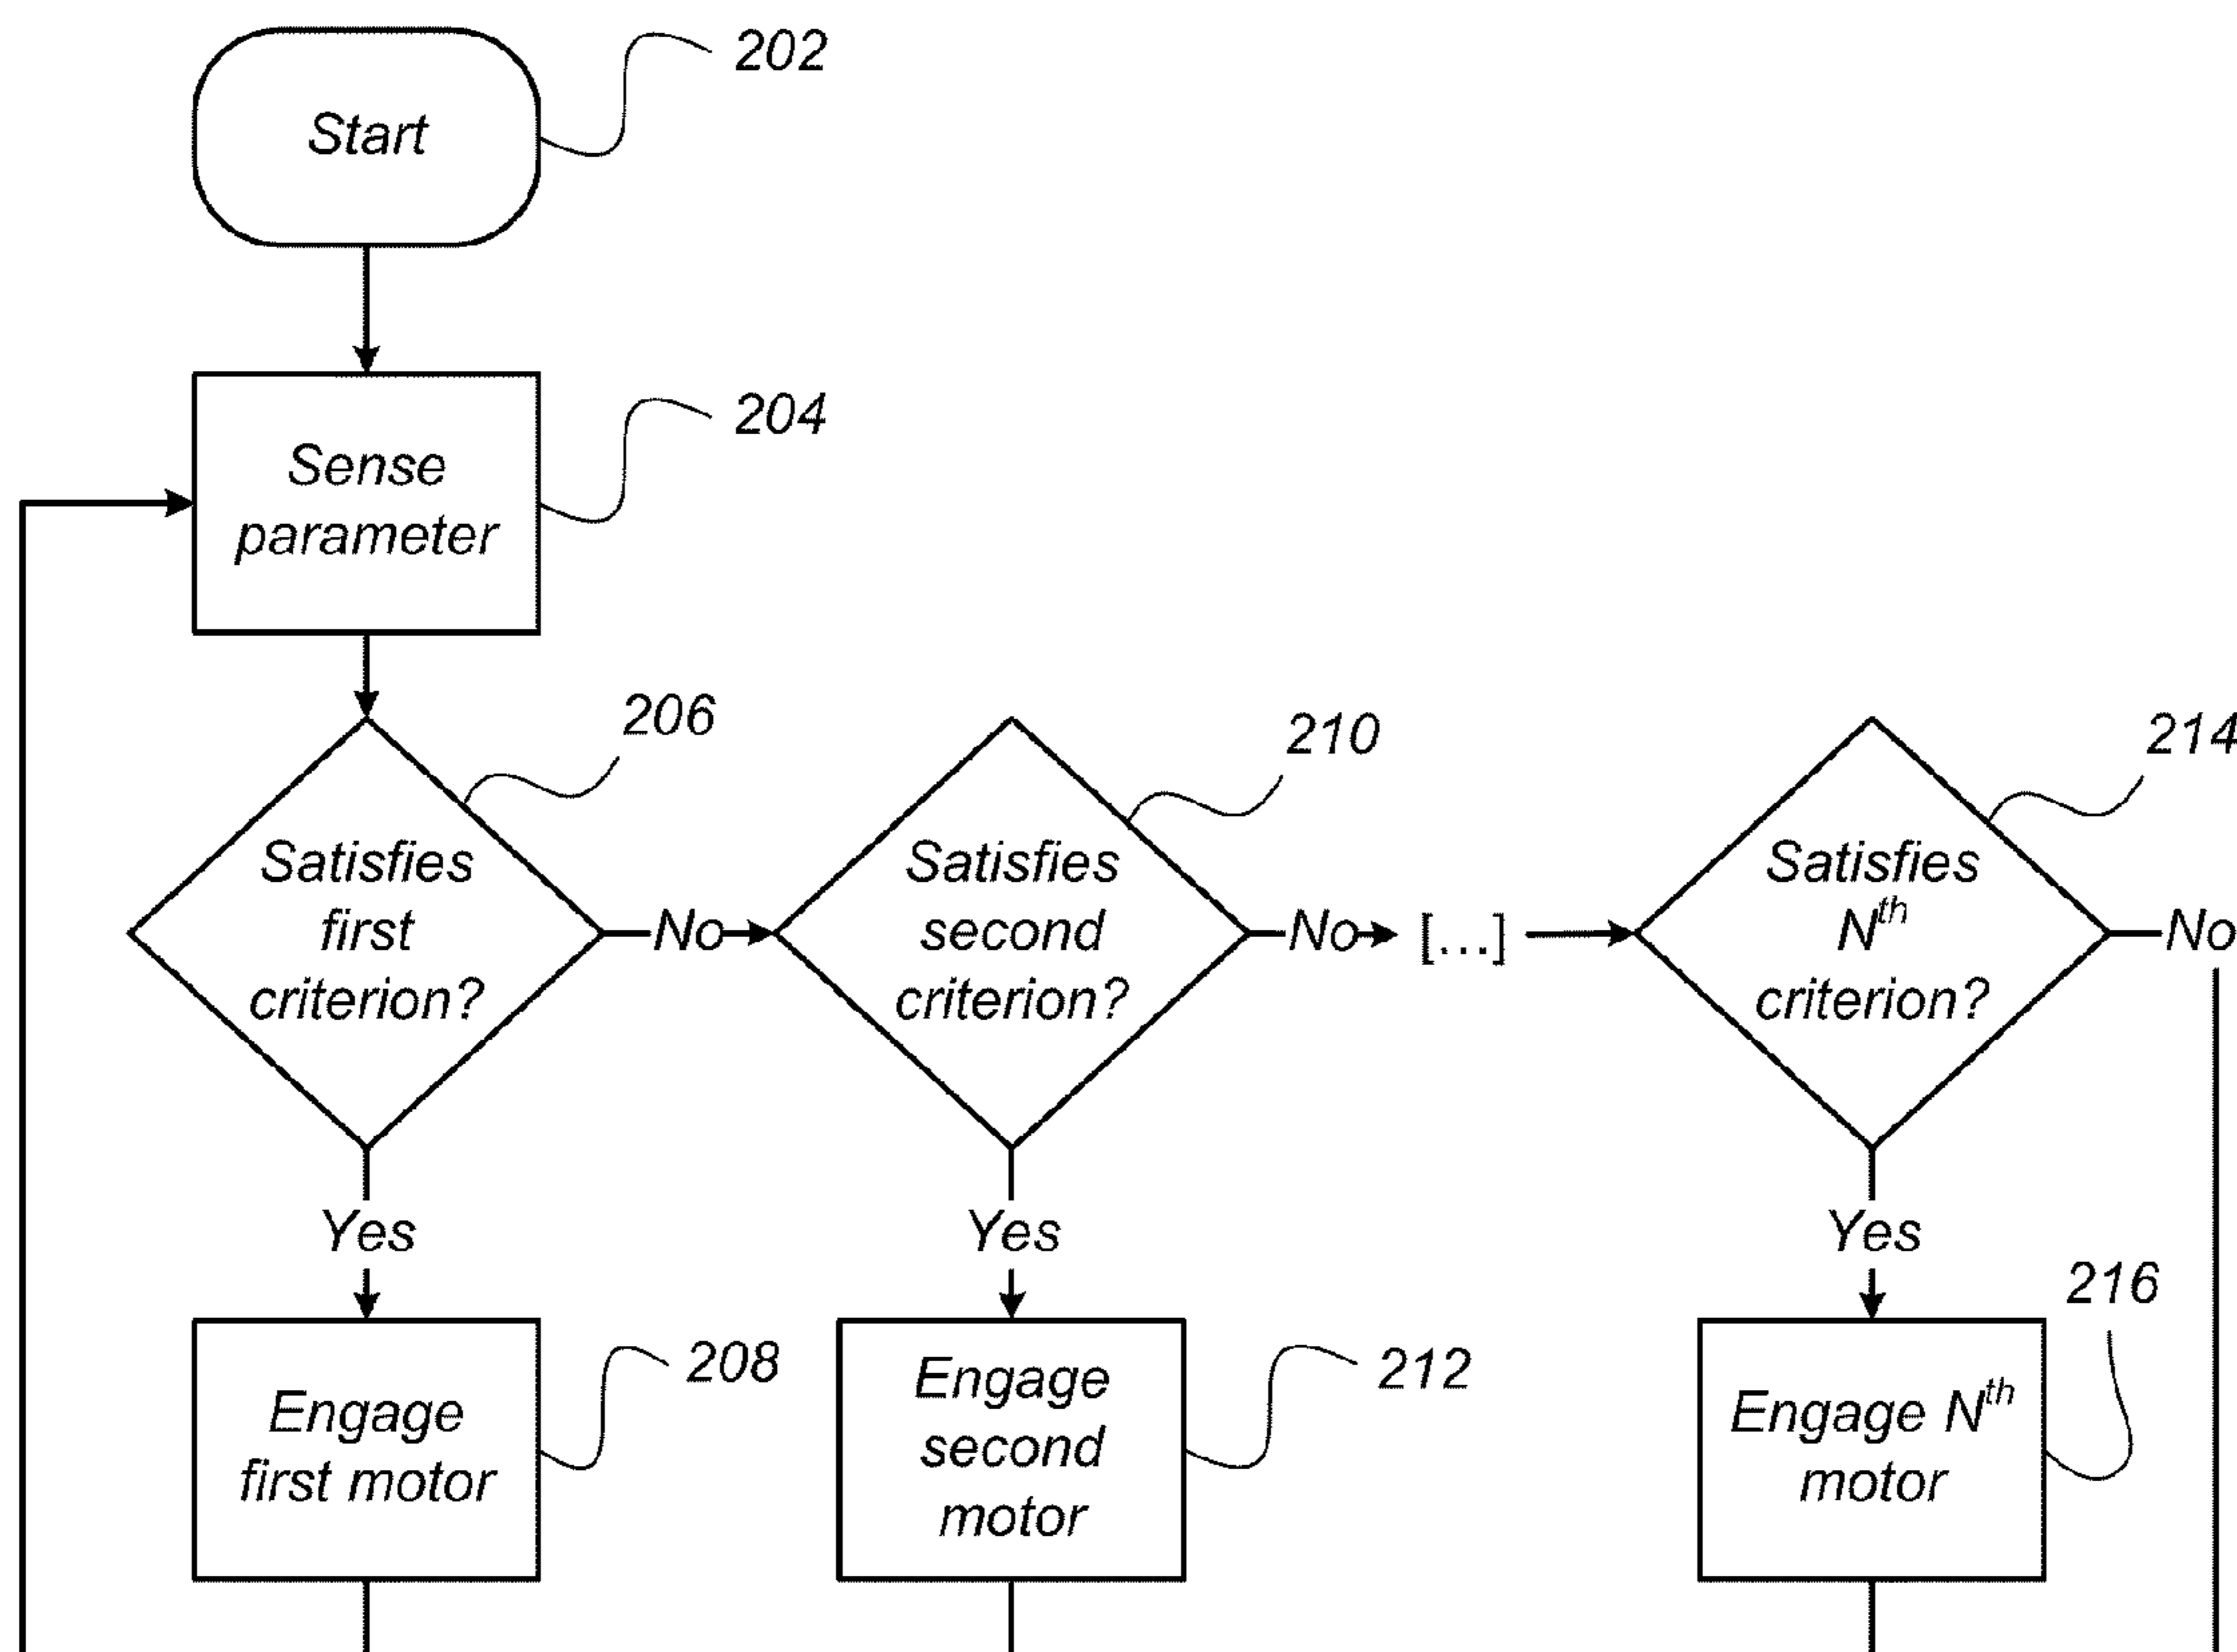 Start
202
Sense
parameter
204
Satisfies
first
criterion?
206
No
Satisfies
second
criterion?
210
No
[...]
Satisfies
Nth
criterion?
214
No
Yes
Yes
Yes
Engage
first motor
208
Engage
second
motor
212
Engage Nth
motor
216